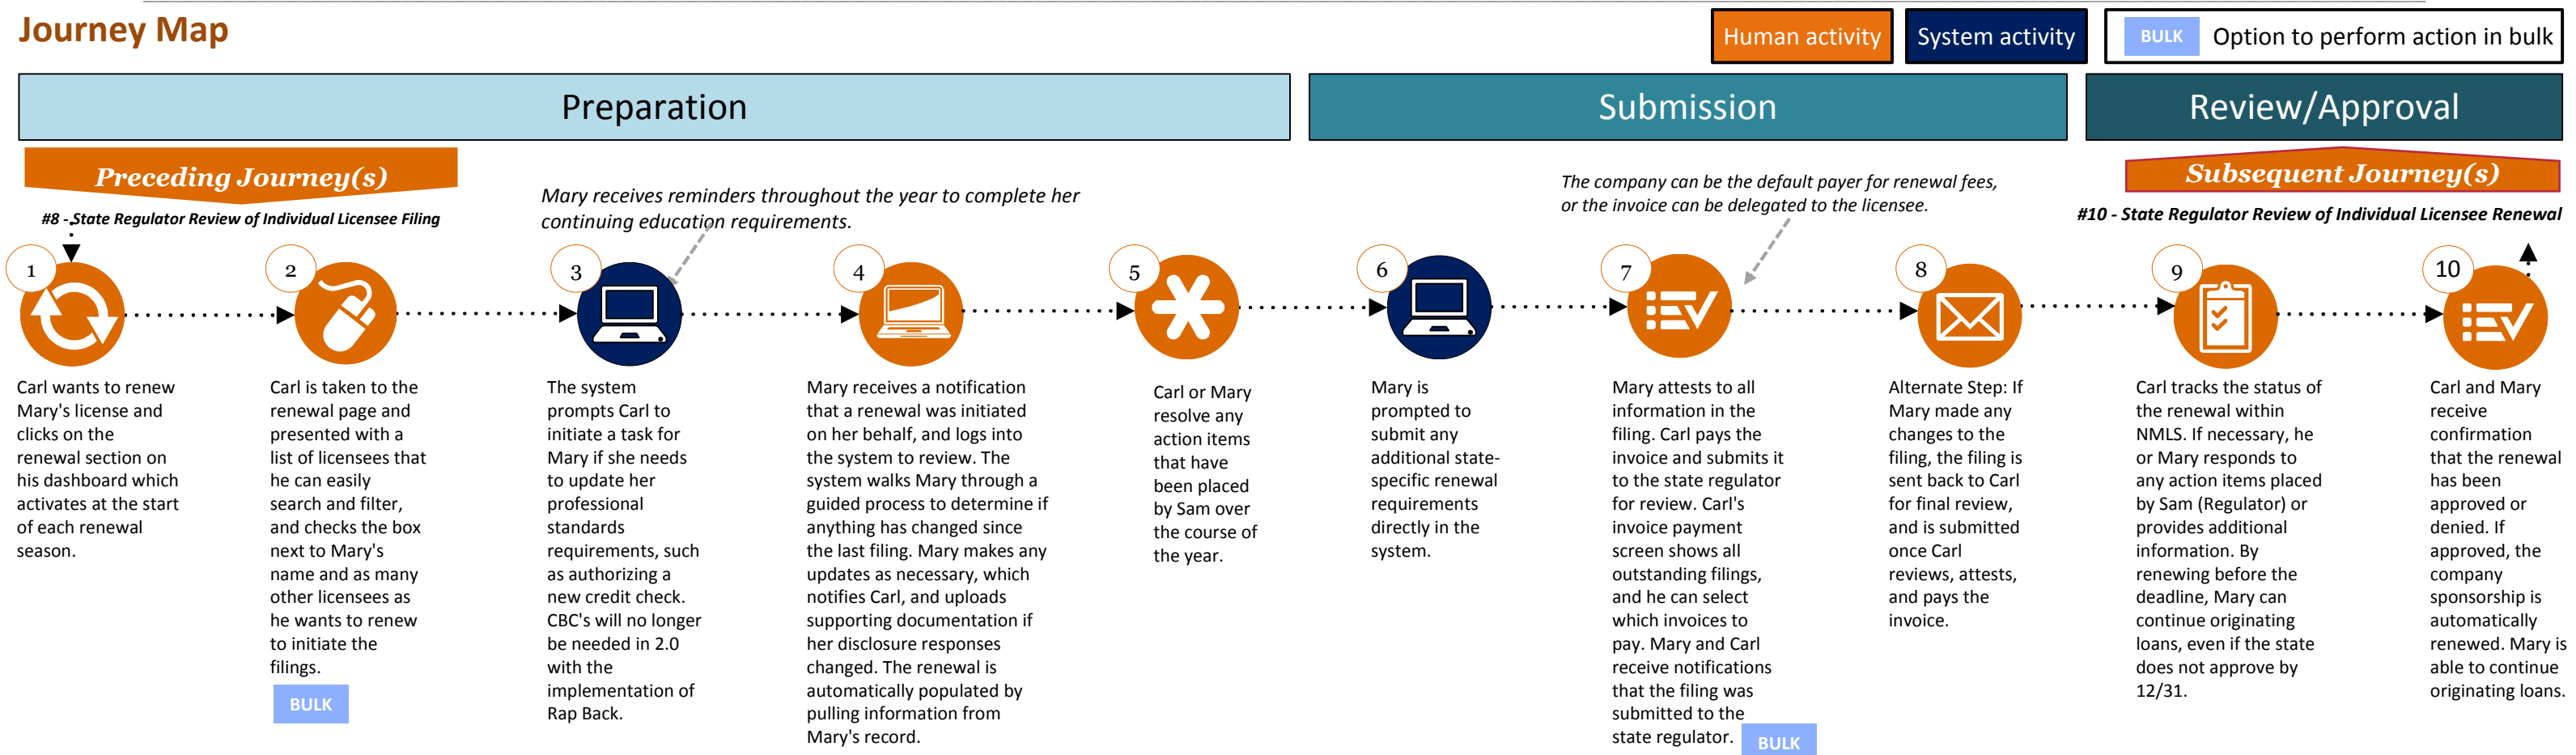 Journey Map
Human activity
System activity
BULK Option to perform action in bulk
Preparation
Submission
Review/Approval
Preceding Journey(s)
#8 - State Regulator Review of Individual Licensee Filing
Mary receives reminders throughout the year to complete her
continuing education requirements.
The company can be the default payer for renewal fees,
or the invoice can be delegated to the licensee.
Subsequent Journey(s)
#10 - State Regulator Review of Individual Licensee Renewal
1
Carl wants to renew
Mary's license and
clicks on the
renewal section on
his dashboard which
activates at the start
of each renewal
season.
2
Carl is taken to the
renewal page and
presented with a
list of licensees that
he can easily
search and filter,
and checks the box
next to Mary's
name and as many
other licensees as
he wants to renew
to initiate the
filings.
BULK
3
The system
prompts Carl to
initiate a task for
Mary if she needs
to update her
professional
standards
requirements, such
as authorizing a
new credit check.
CBC's will no longer
be needed in 2.0
with the
implementation of
Rap Back.
4
Mary receives a notification
that a renewal was initiated
on her behalf, and logs into
the system to review. The
system walks Mary through a
guided process to determine if
anything has changed since
the last filing. Mary makes any
updates as necessary, which
notifies Carl, and uploads
supporting documentation if
her disclosure responses
changed. The renewal is
automatically populated by
pulling information from
Mary's record.
5
Carl or Mary
resolve any
action items
that have
been placed
by Sam over
the course of
the year.
6
Mary is
prompted to
submit any
additional state-
specific renewal
requirements
directly in the
system.
7
Mary attests to all
information in the
filing. Carl pays the
invoice and submits it
to the state regulator
for review. Carl's
invoice payment
screen shows all
outstanding filings,
and he can select
which invoices to
pay. Mary and Carl
receive notifications
that the filing was
submitted to the
state regulator.
BULK
8
Alternate Step: If
Mary made any
changes to the
filing, the filing is
sent back to Carl
for final review,
and is submitted
once Carl
reviews, attests,
and pays the
invoice.
9
Carl tracks the status of
the renewal within
NMLS. If necessary, he
or Mary responds to
any action items placed
by Sam (Regulator) or
provides additional
information. By
renewing before the
deadline, Mary can
continue originating
loans, even if the state
does not approve by
12/31.
10
Carl and Mary
receive
confirmation
that the renewal
has been
approved or
denied. If
approved, the
company
sponsorship is
automatically
renewed. Mary is
able to continue
originating loans.